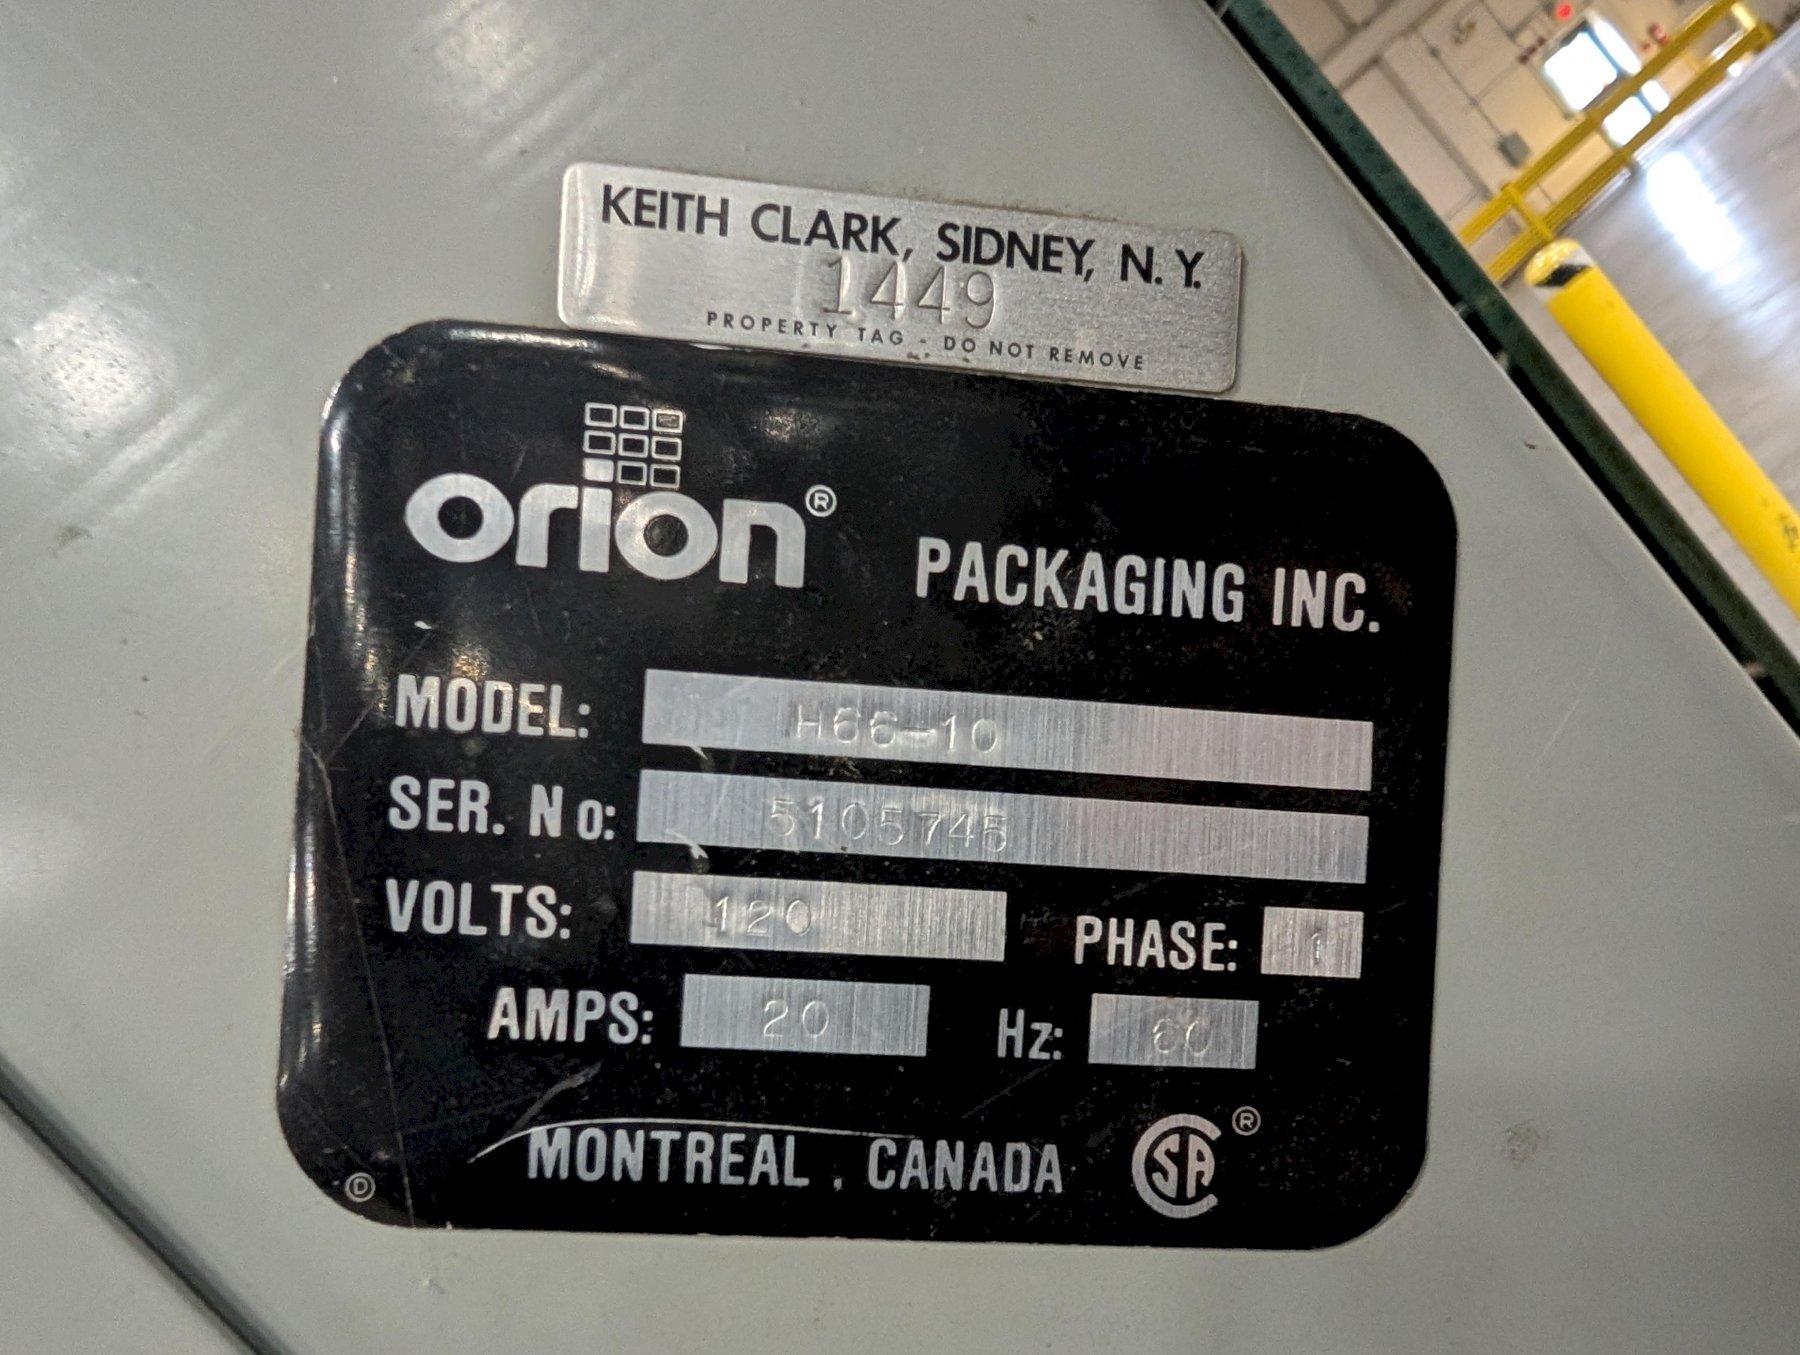 KEITH CLARK, SIDNEY, N.Y.
1449
PROPERTY TAG - DO NOT REMOVE
orion® PACKAGING INC.
MODEL: H66-10
SER. No: 5105745
VOLTS: 120 PHASE: 1
AMPS: 20 Hz: 60
MONTREAL, CANADA SA®
D